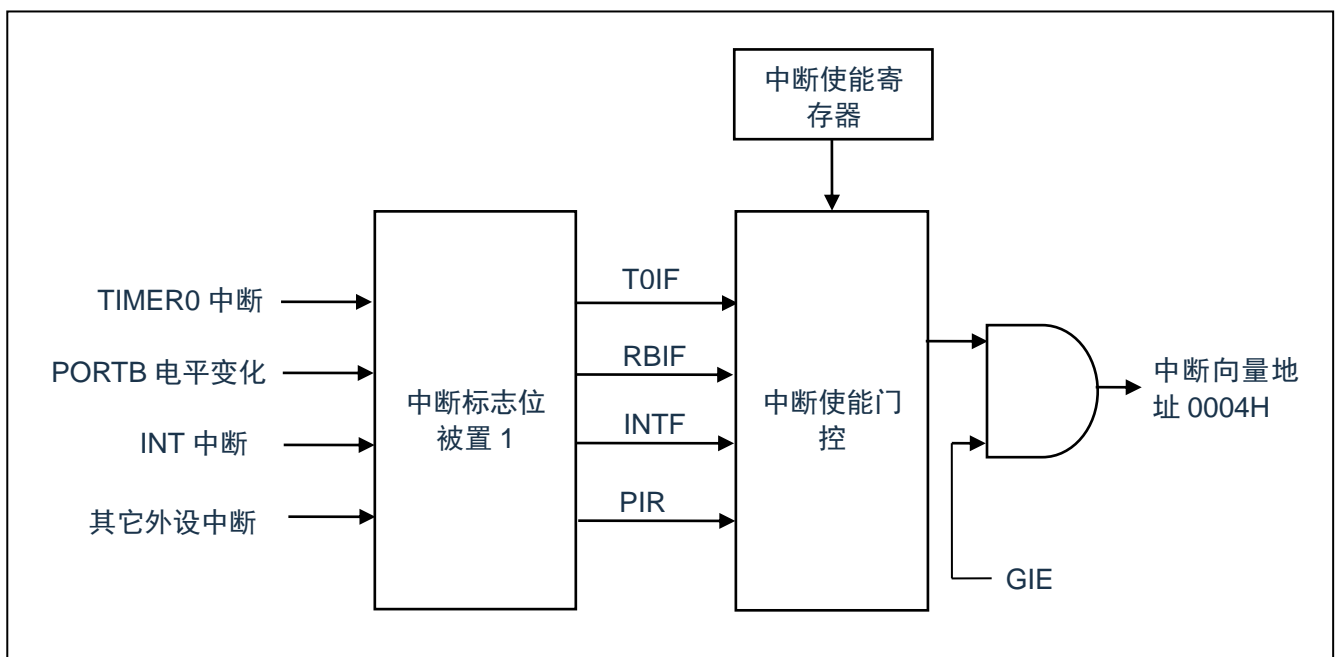 中断使能寄
存器
TIMER0 中断
PORTB 电平变化
INT 中断
其它外设中断
中断标志位
被置 1
T0IF
RBIF
INTF
PIR
中断使能门
控
GIE
中断向量地
址 0004H